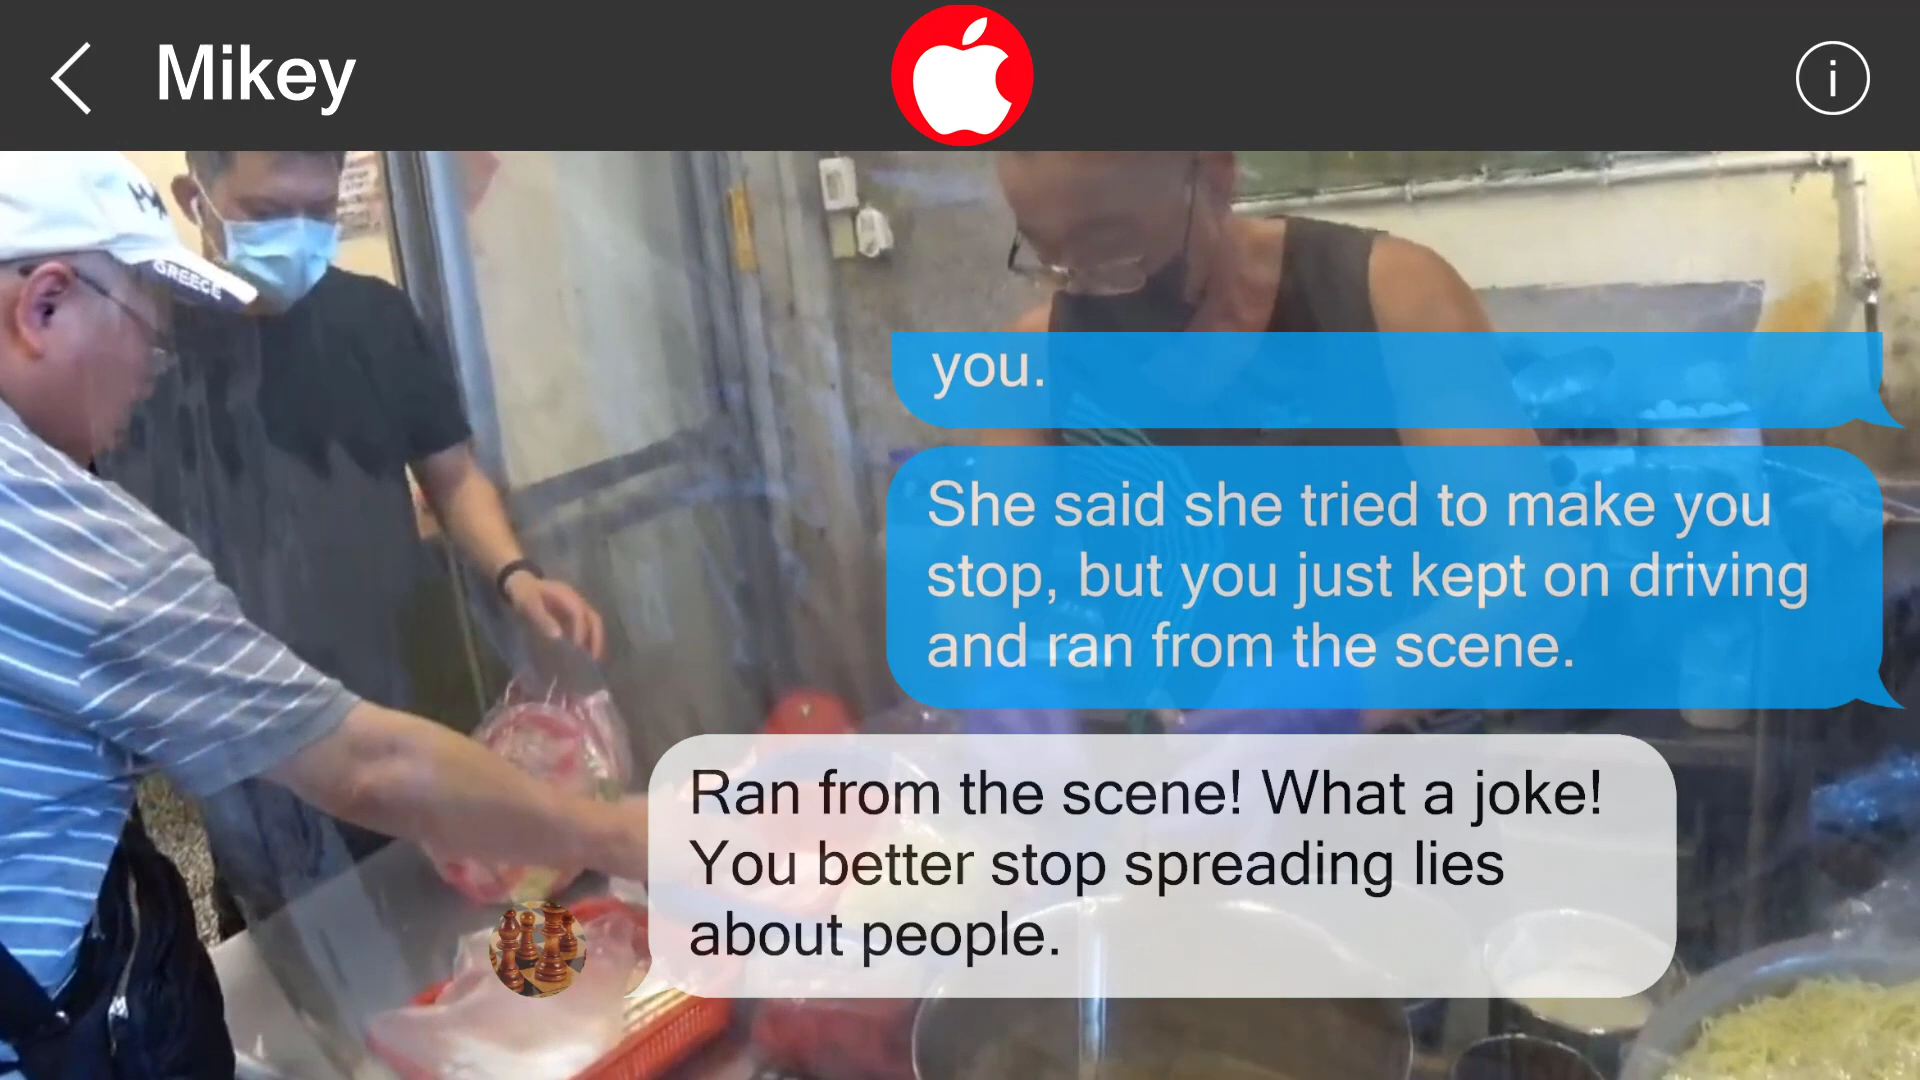 Mikey
GREECE
you.
She said she tried to make you
stop, but you just kept on driving
and ran from the scene.
Ran from the scene! What a joke!
You better stop spreading lies
about people.